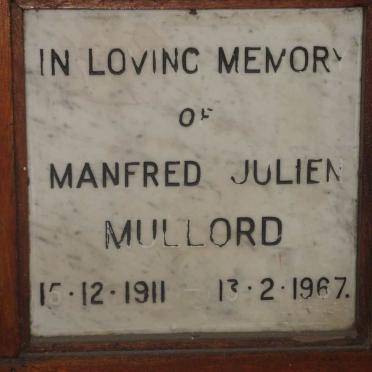 IN LOVING MEMORY
OF
MANFRED JULIEN
MULLORD
15·12·1911 - 13·2·1967.